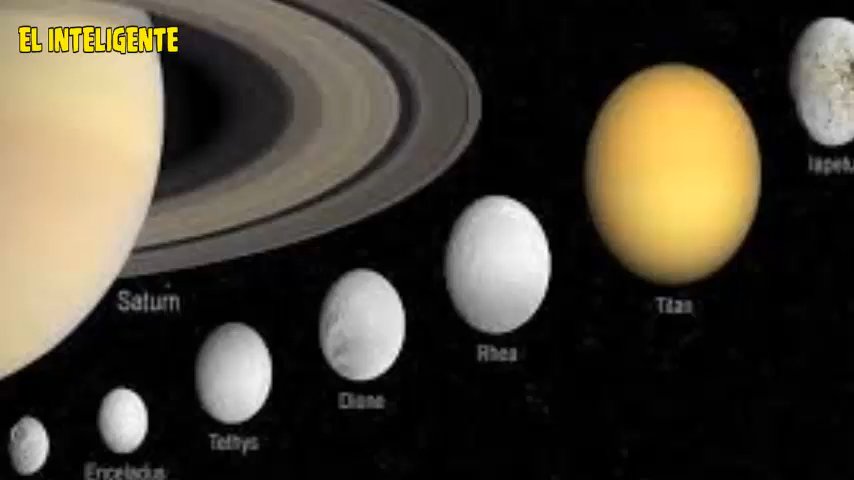 EL INTELIGENTE
Saturn
Titan
Rhea
Dione
Tethys
Enceladus